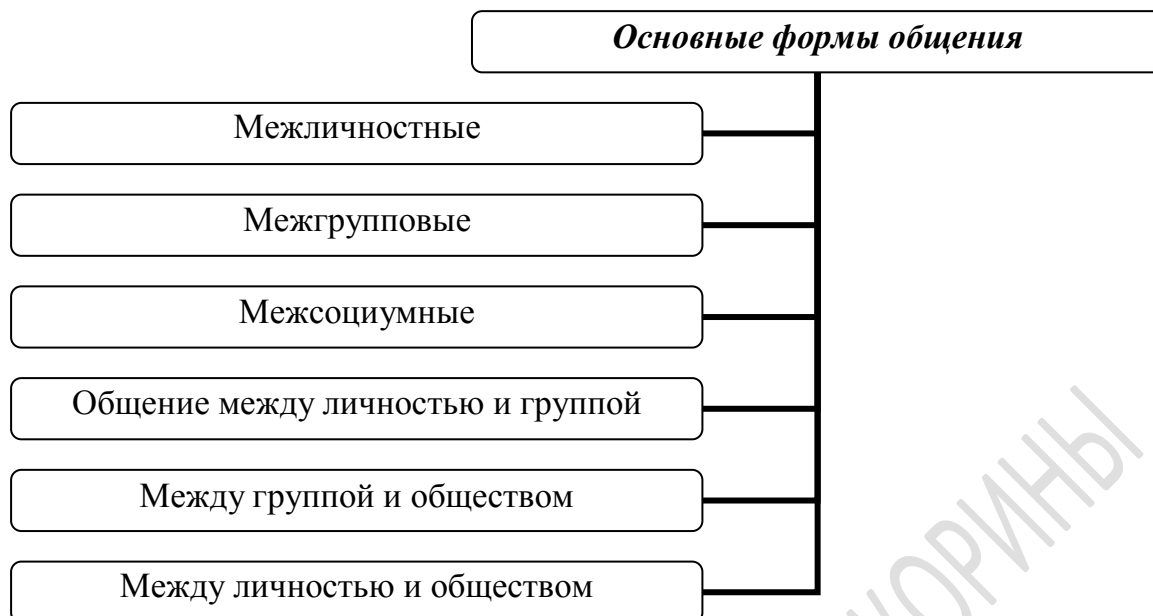 Основные формы общения
Межличностные
Межгрупповые
Межсоциумные
Общение между личностью и группой
Между группой и обществом
Между личностью и обществом